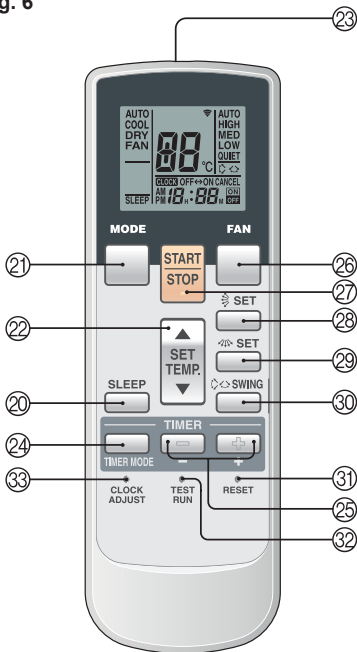 g. 6
23
AUTO
COOL
DRY
FAN
AUTO
HIGH
MED
LOW
QUIET
88 °C
CLOCK OFF↔ON CANCEL
SLEEP
AM
PM 18:88 M ON
OFF
MODE
FAN
21
START
STOP
26
27
SET
28
22
SET
TEMP.
SET
29
SLEEP
SWING
20
30
TIMER
24
− +
TIMER MODE
− +
31
25
33
CLOCK
ADJUST
TEST
RUN
RESET
32